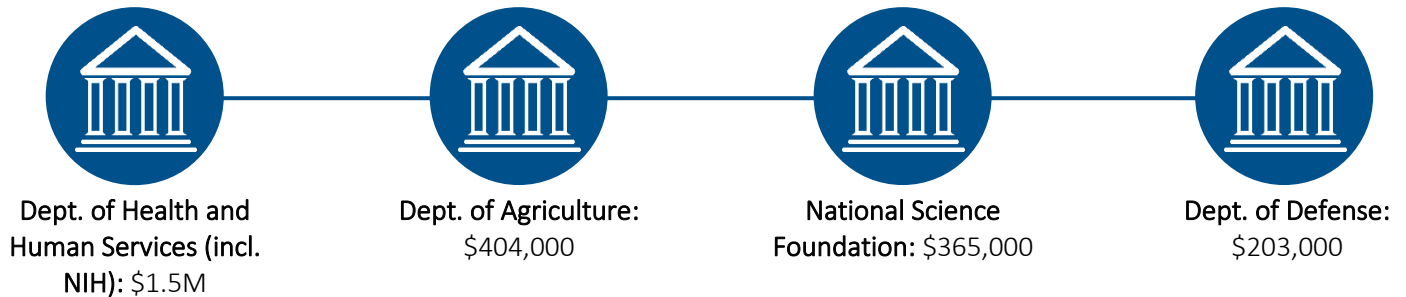 Dept. of Health and
Human Services (incl.
NIH): $1.5M
Dept. of Agriculture:
$404,000
National Science
Foundation: $365,000
Dept. of Defense:
$203,000